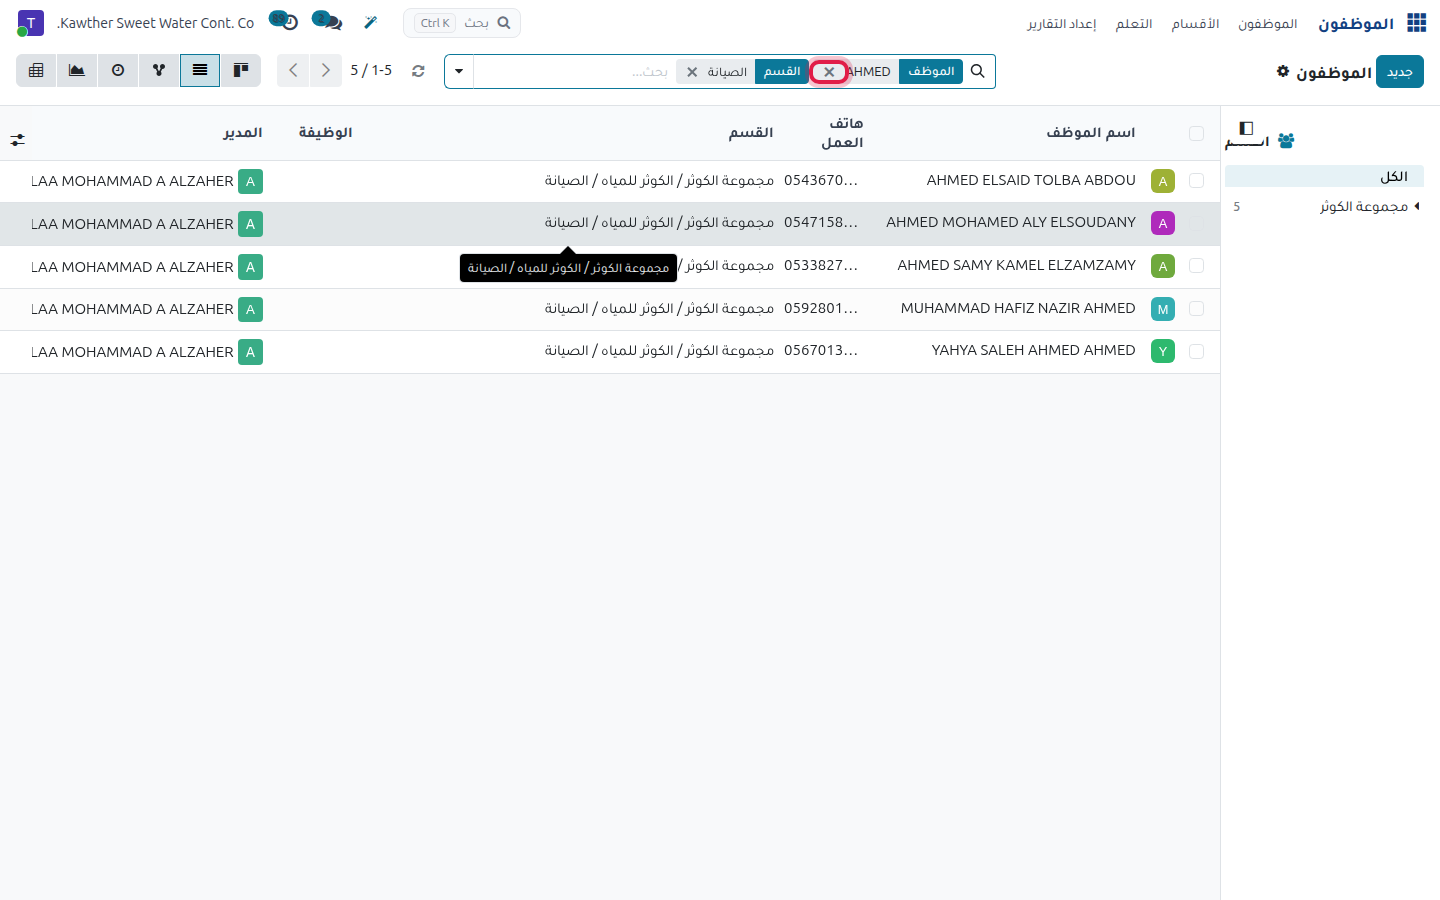 الموظفون
الموظفون
الأقسام
التعلم
إعداد التقارير
بحث
Ctrl K
2
89
Kawther Sweet Water Cont. Co.
T
جديد
الموظفون
الموظف
AHMED
القسم
الصيانة
بحث...
1-5 / 5
الكل
مجموعة الكوثر
5
اسم الموظف
هاتف العمل
القسم
الوظيفة
المدير
A AHMED ELSAID TOLBA ABDOU 0543670... مجموعة الكوثر / الكوثر للمياه / الصيانة A LAA MOHAMMAD A ALZAHER
A AHMED MOHAMED ALY ELSOUDANY 0547158... مجموعة الكوثر / الكوثر للمياه / الصيانة A LAA MOHAMMAD A ALZAHER
A AHMED SAMY KAMEL ELZAMZAMY 0533827... مجموعة الكوثر / A LAA MOHAMMAD A ALZAHER
مجموعة الكوثر / الكوثر للمياه / الصيانة
M MUHAMMAD HAFIZ NAZIR AHMED 0592801... مجموعة الكوثر / الكوثر للمياه / الصيانة A LAA MOHAMMAD A ALZAHER
Y YAHYA SALEH AHMED AHMED 0567013... مجموعة الكوثر / الكوثر للمياه / الصيانة A LAA MOHAMMAD A ALZAHER